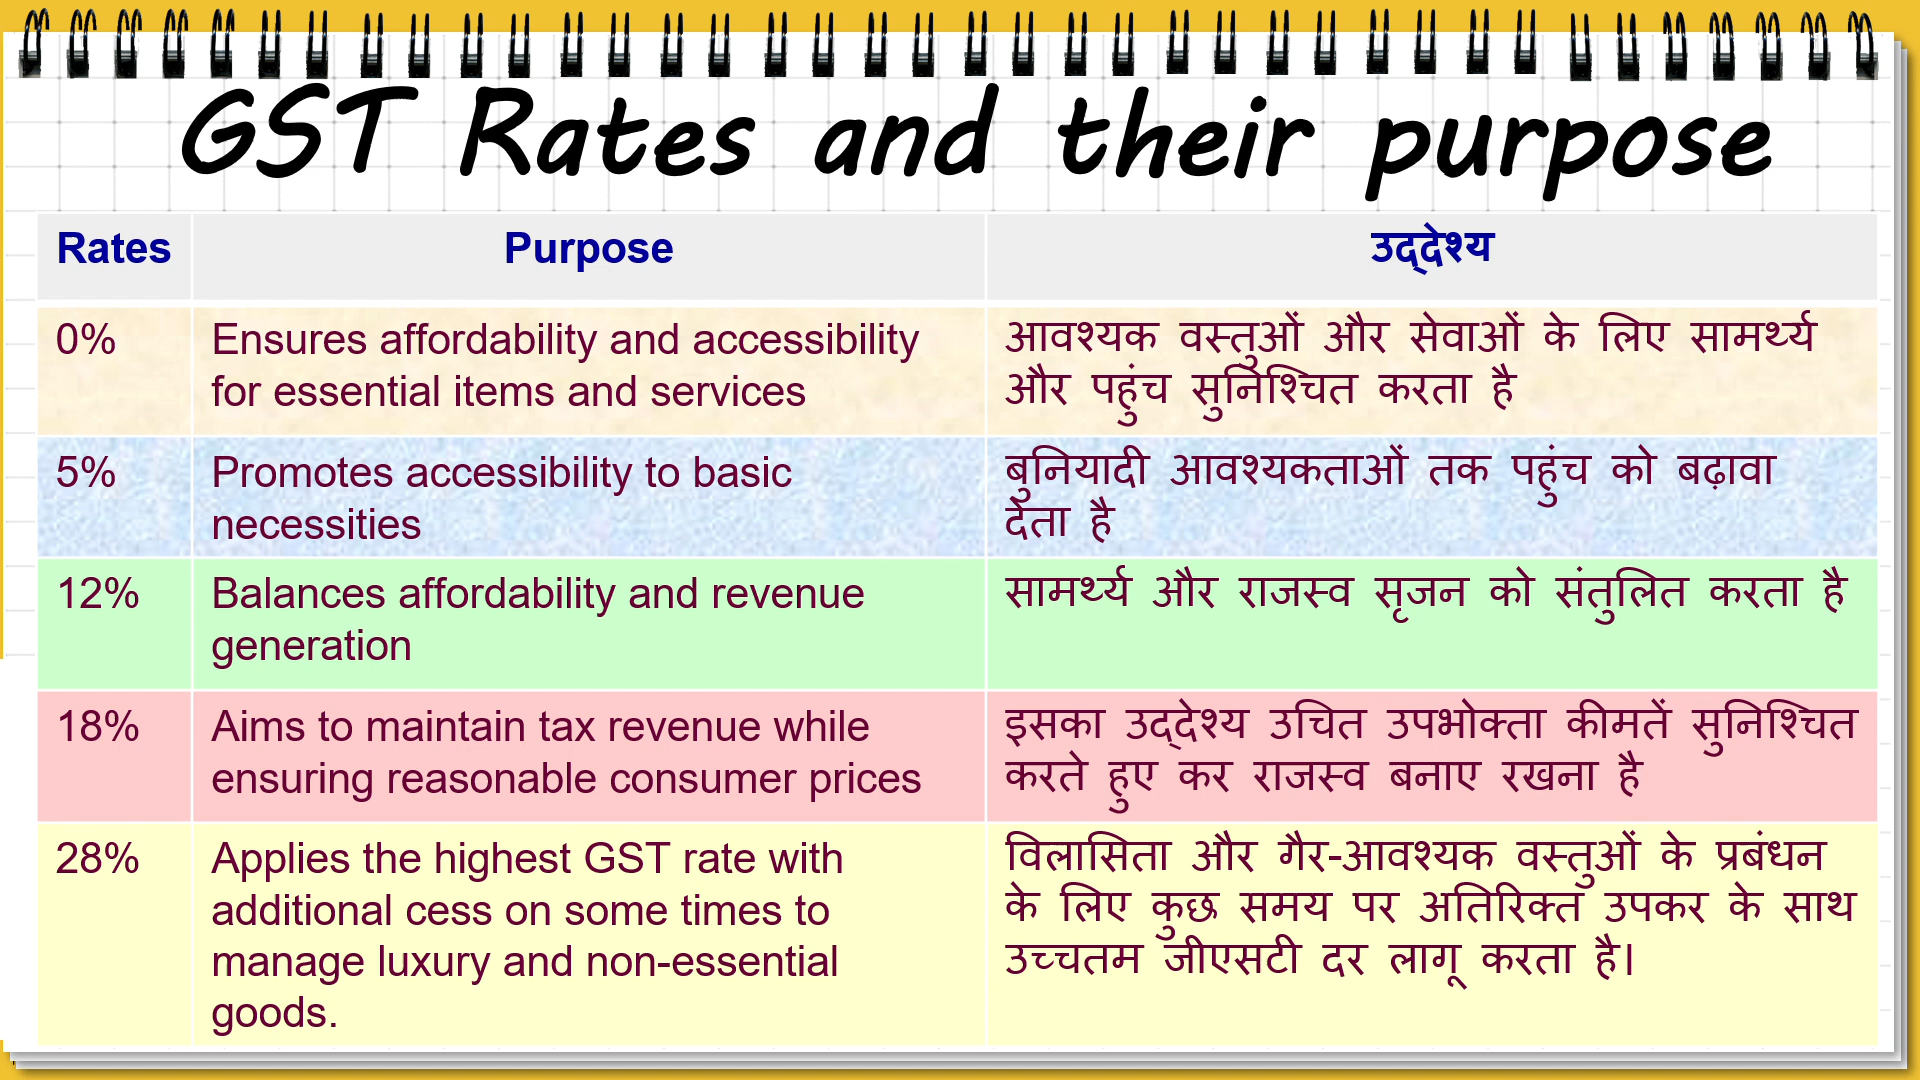 GST Rates and their purpose
Rates
Purpose
उद्देश्य
0%
Ensures affordability and accessibility
for essential items and services
आवश्यक वस्तुओं और सेवाओं के लिए सामर्थ्य
और पहुंच सुनिश्चित करता है
5%
Promotes accessibility to basic
necessities
बुनियादी आवश्यकताओं तक पहुंच को बढ़ावा
देता है
12%
Balances affordability and revenue
generation
सामर्थ्य और राजस्व सृजन को संतुलित करता है
18%
Aims to maintain tax revenue while
ensuring reasonable consumer prices
इसका उद्देश्य उचित उपभोक्ता कीमतें सुनिश्चित
करते हुए कर राजस्व बनाए रखना है
28%
Applies the highest GST rate with
additional cess on some times to
manage luxury and non-essential
goods.
विलासिता और गैर-आवश्यक वस्तुओं के प्रबंधन
के लिए कुछ समय पर अतिरिक्त उपकर के साथ
उच्चतम जीएसटी दर लागू करता है।